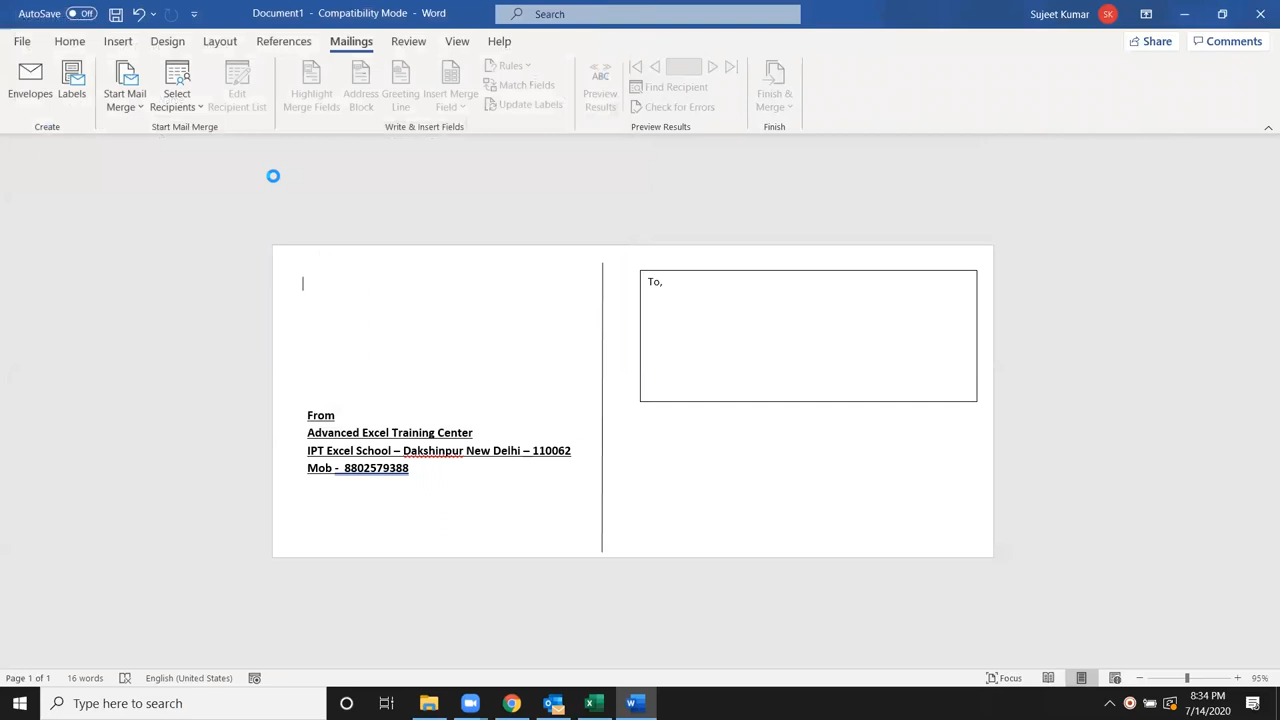 AutoSave Off Document1 - Compatibility Mode - Word Search Sujeet Kumar SK
File Home Insert Design Layout References Mailings Review View Help Share Comments
Envelopes
Labels
Start Mail
Merge
Select
Recipients
Edit
Recipient List
Highlight
Merge Fields
Address
Block
Greeting
Line
Insert Merge
Field
Rules
Match Fields
Update Labels
ABC
Preview
Results
Find Recipient
Check for Errors
Finish &
Merge
Create Start Mail Merge Write & Insert Fields Preview Results Finish
To,
From
Advanced Excel Training Center
IPT Excel School – Dakshinpur New Delhi – 110062
Mob - 8802579388
Page 1 of 1 16 words English (United States) Focus 95%
Type here to search
8:34 PM
7/14/2020